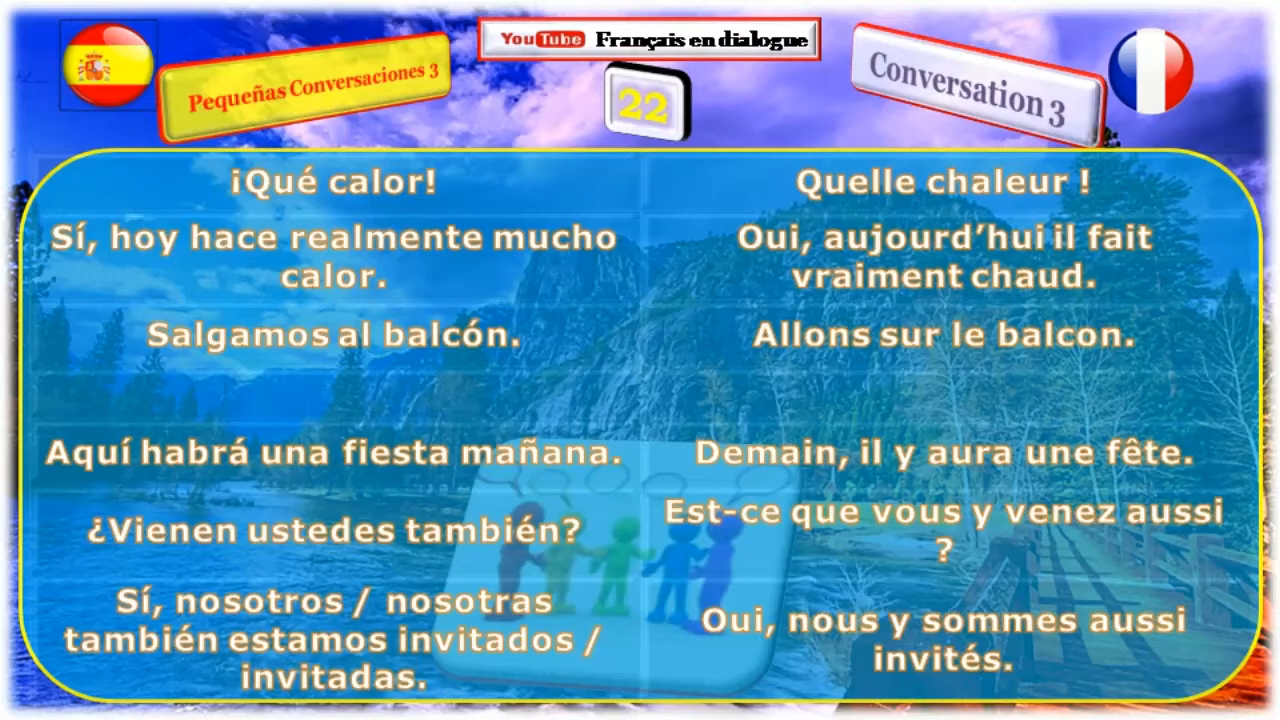 YouTube Français en dialogue
Pequeñas Conversaciones 3
22
Conversation 3
¡Qué calor!
Quelle chaleur !
Sí, hoy hace realmente mucho
calor.
Oui, aujourd’hui il fait
vraiment chaud.
Salgamos al balcón.
Allons sur le balcon.
Aquí habrá una fiesta mañana.
Demain, il y aura une fête.
¿Vienen ustedes también?
Est-ce que vous y venez aussi
?
Sí, nosotros / nosotras
también estamos invitados /
invitadas.
Oui, nous y sommes aussi
invités.